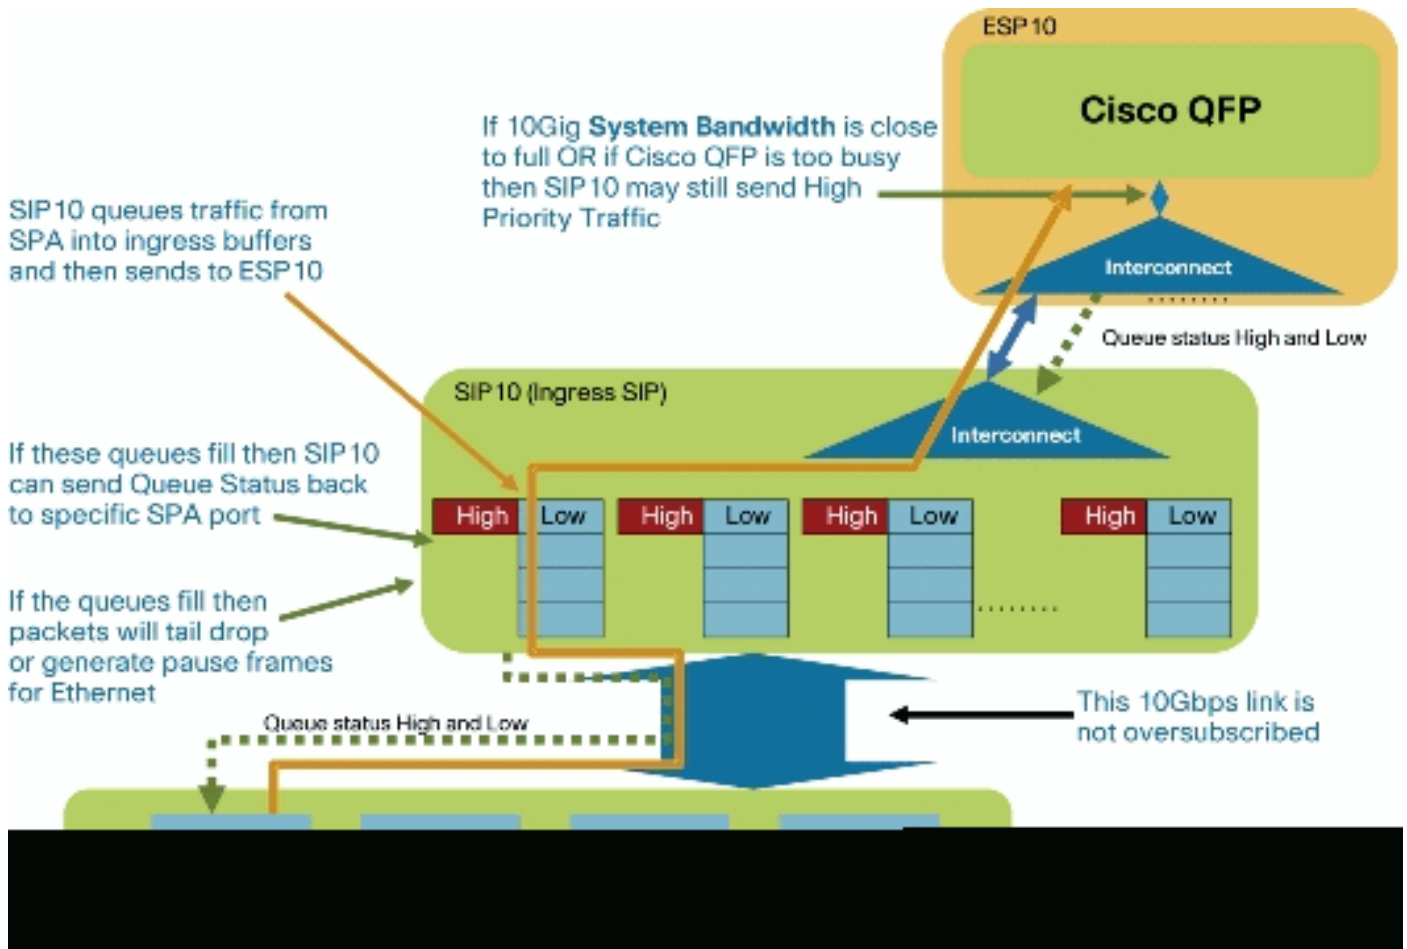 ESP10
Cisco QFP
If 10Gig System Bandwidth is close
to full OR if Cisco QFP is too busy
then SIP10 may still send High
Priority Traffic
SIP10 queues traffic from
SPA into ingress buffers
and then sends to ESP10
Interconnect
Queue status High and Low
SIP10 (Ingress SIP)
Interconnect
If these queues fill then SIP10
can send Queue Status back
to specific SPA port
High Low High Low High Low High Low
If the queues fill then
packets will tail drop
or generate pause frames
for Ethernet
This 10Gbps link is
not oversubscribed
Queue status High and Low